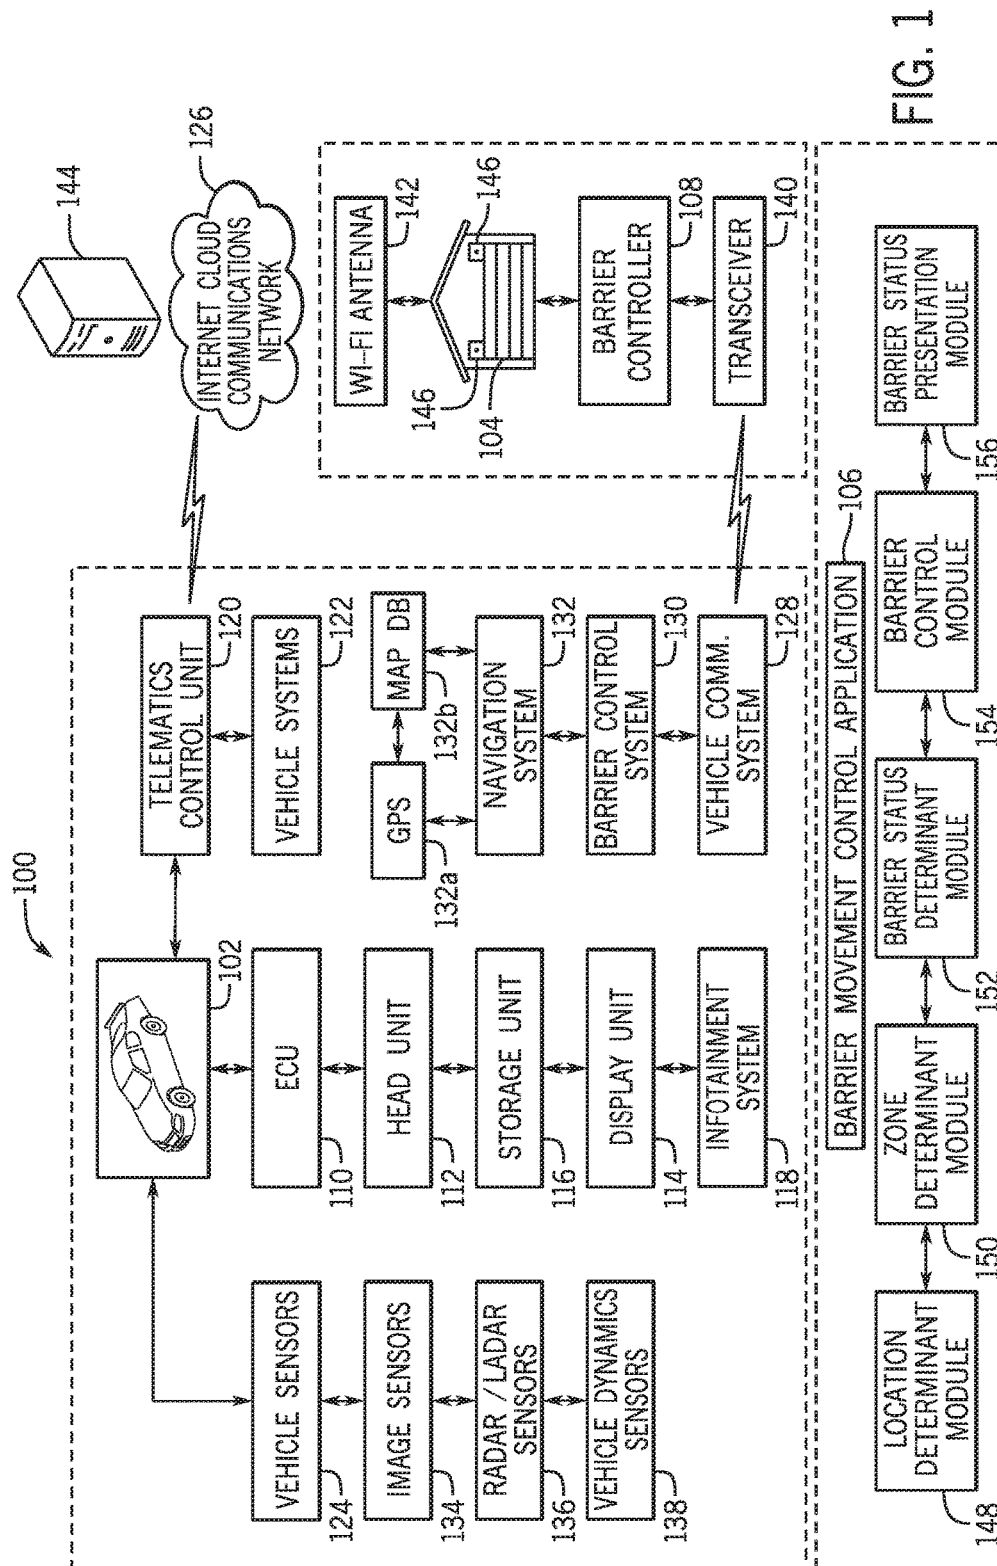 100
102
ECU
110
HEAD UNIT
112
STORAGE UNIT
116
DISPLAY UNIT
114
INFOTAINMENT
SYSTEM
118
VEHICLE SENSORS
124
IMAGE SENSORS
134
RADAR / LADAR
SENSORS
136
VEHICLE DYNAMICS
SENSORS
138
TELEMATICS
CONTROL UNIT
120
VEHICLE SYSTEMS
122
GPS
132a
MAP DB
132b
NAVIGATION
SYSTEM
132
BARRIER CONTROL
SYSTEM
130
VEHICLE COMM.
SYSTEM
128
144
INTERNET CLOUD
COMMUNICATIONS
NETWORK
126
WI-FI ANTENNA
142
146
146
104
BARRIER
CONTROLLER
108
TRANSCEIVER
140
BARRIER MOVEMENT CONTROL APPLICATION
106
LOCATION
DETERMINANT
MODULE
148
ZONE
DETERMINANT
MODULE
150
BARRIER STATUS
DETERMINANT
MODULE
152
BARRIER
CONTROL
MODULE
154
BARRIER STATUS
PRESENTATION
MODULE
156
FIG. 1